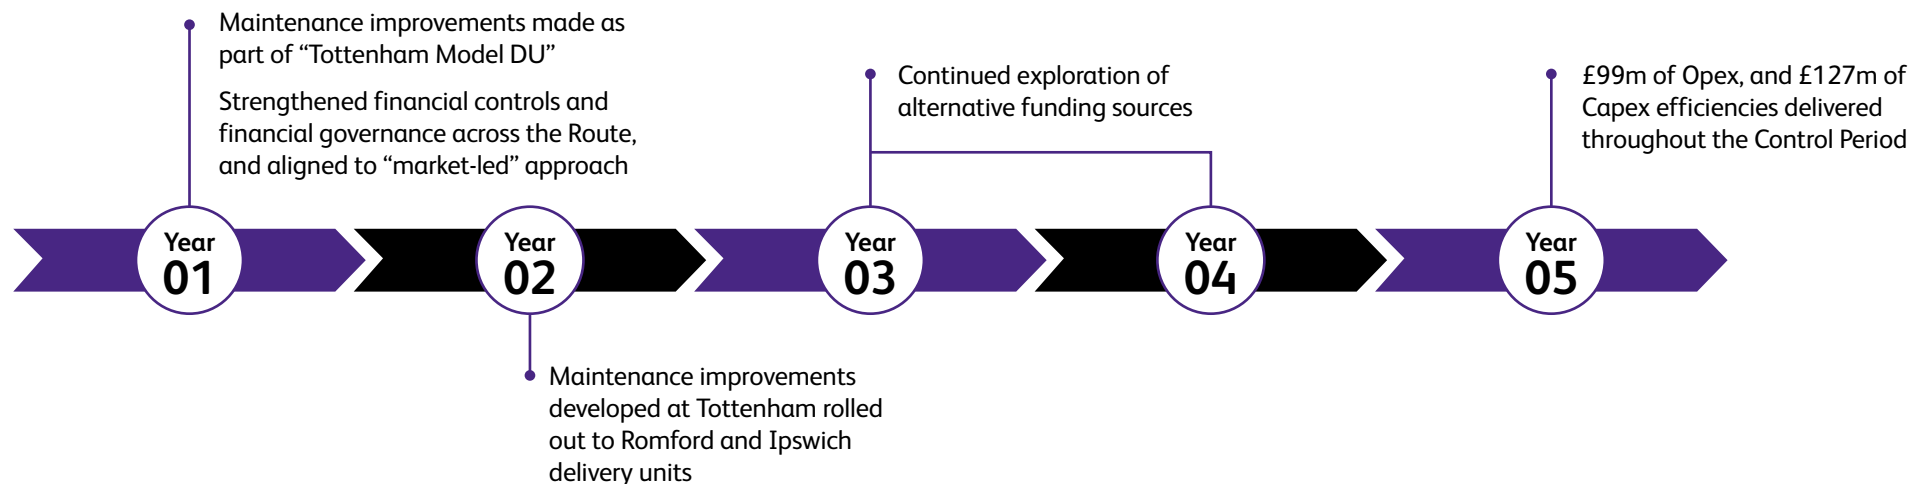 Maintenance improvements made as
part of “Tottenham Model DU”
Strengthened financial controls and
financial governance across the Route,
and aligned to “market-led” approach
Continued exploration of
alternative funding sources
£99m of Opex, and £127m of
Capex efficiencies delivered
throughout the Control Period
Year
01
Year
02
Year
03
Year
04
Year
05
Maintenance improvements
developed at Tottenham rolled
out to Romford and Ipswich
delivery units